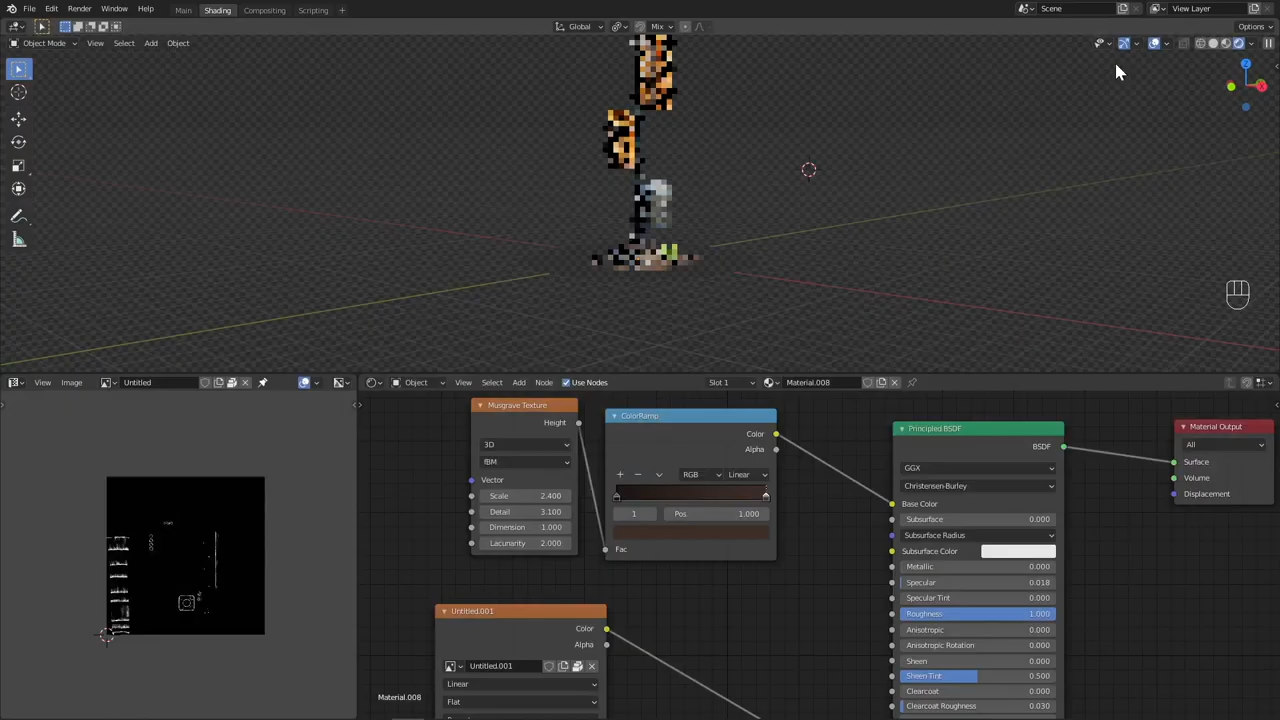 File Edit Render Window Help Main Shading Compositing Scripting + Scene View Layer
Global Mix Options
Object Mode View Select Add Object
Z
View Image Untitled Object View Select Add Node Use Nodes Slot 1 Material.008
Musgrave Texture
Height
3D
fBM
Vector
Scale 2.400
Detail 3.100
Dimension 1.000
Lacunarity 2.000
ColorRamp
Color
Alpha
RGB Linear
1 Pos 1.000
Fac
Principled BSDF
BSDF
GGX
Christensen-Burley
Base Color
Subsurface 0.000
Subsurface Radius
Subsurface Color
Metallic 0.000
Specular 0.018
Specular Tint 0.000
Roughness 1.000
Anisotropic 0.000
Anisotropic Rotation 0.000
Sheen 0.000
Sheen Tint 0.500
Clearcoat 0.000
Clearcoat Roughness 0.030
Material Output
All
Surface
Volume
Displacement
Untitled.001
Color
Alpha
Untitled.001
Linear
Flat
Material.008